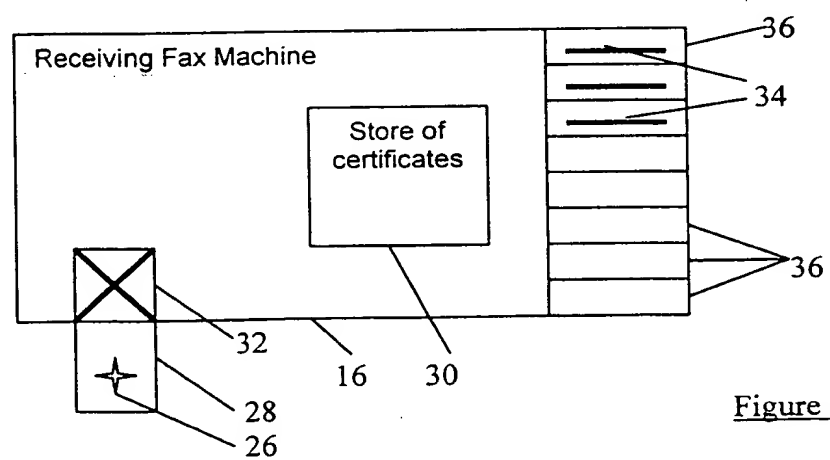 36
Receiving Fax Machine
34
Store of
certificates
36
32
16
30
28
26
Figure